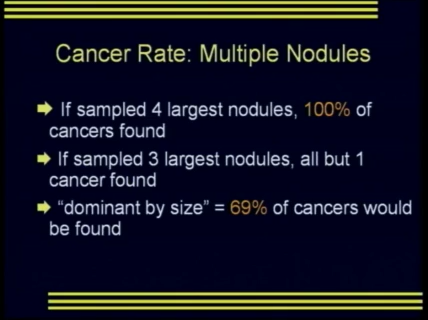 Cancer Rate: Multiple Nodules
If sampled 4 largest nodules, 100% of
cancers found
If sampled 3 largest nodules, all but 1
cancer found
“dominant by size” = 69% of cancers would
be found